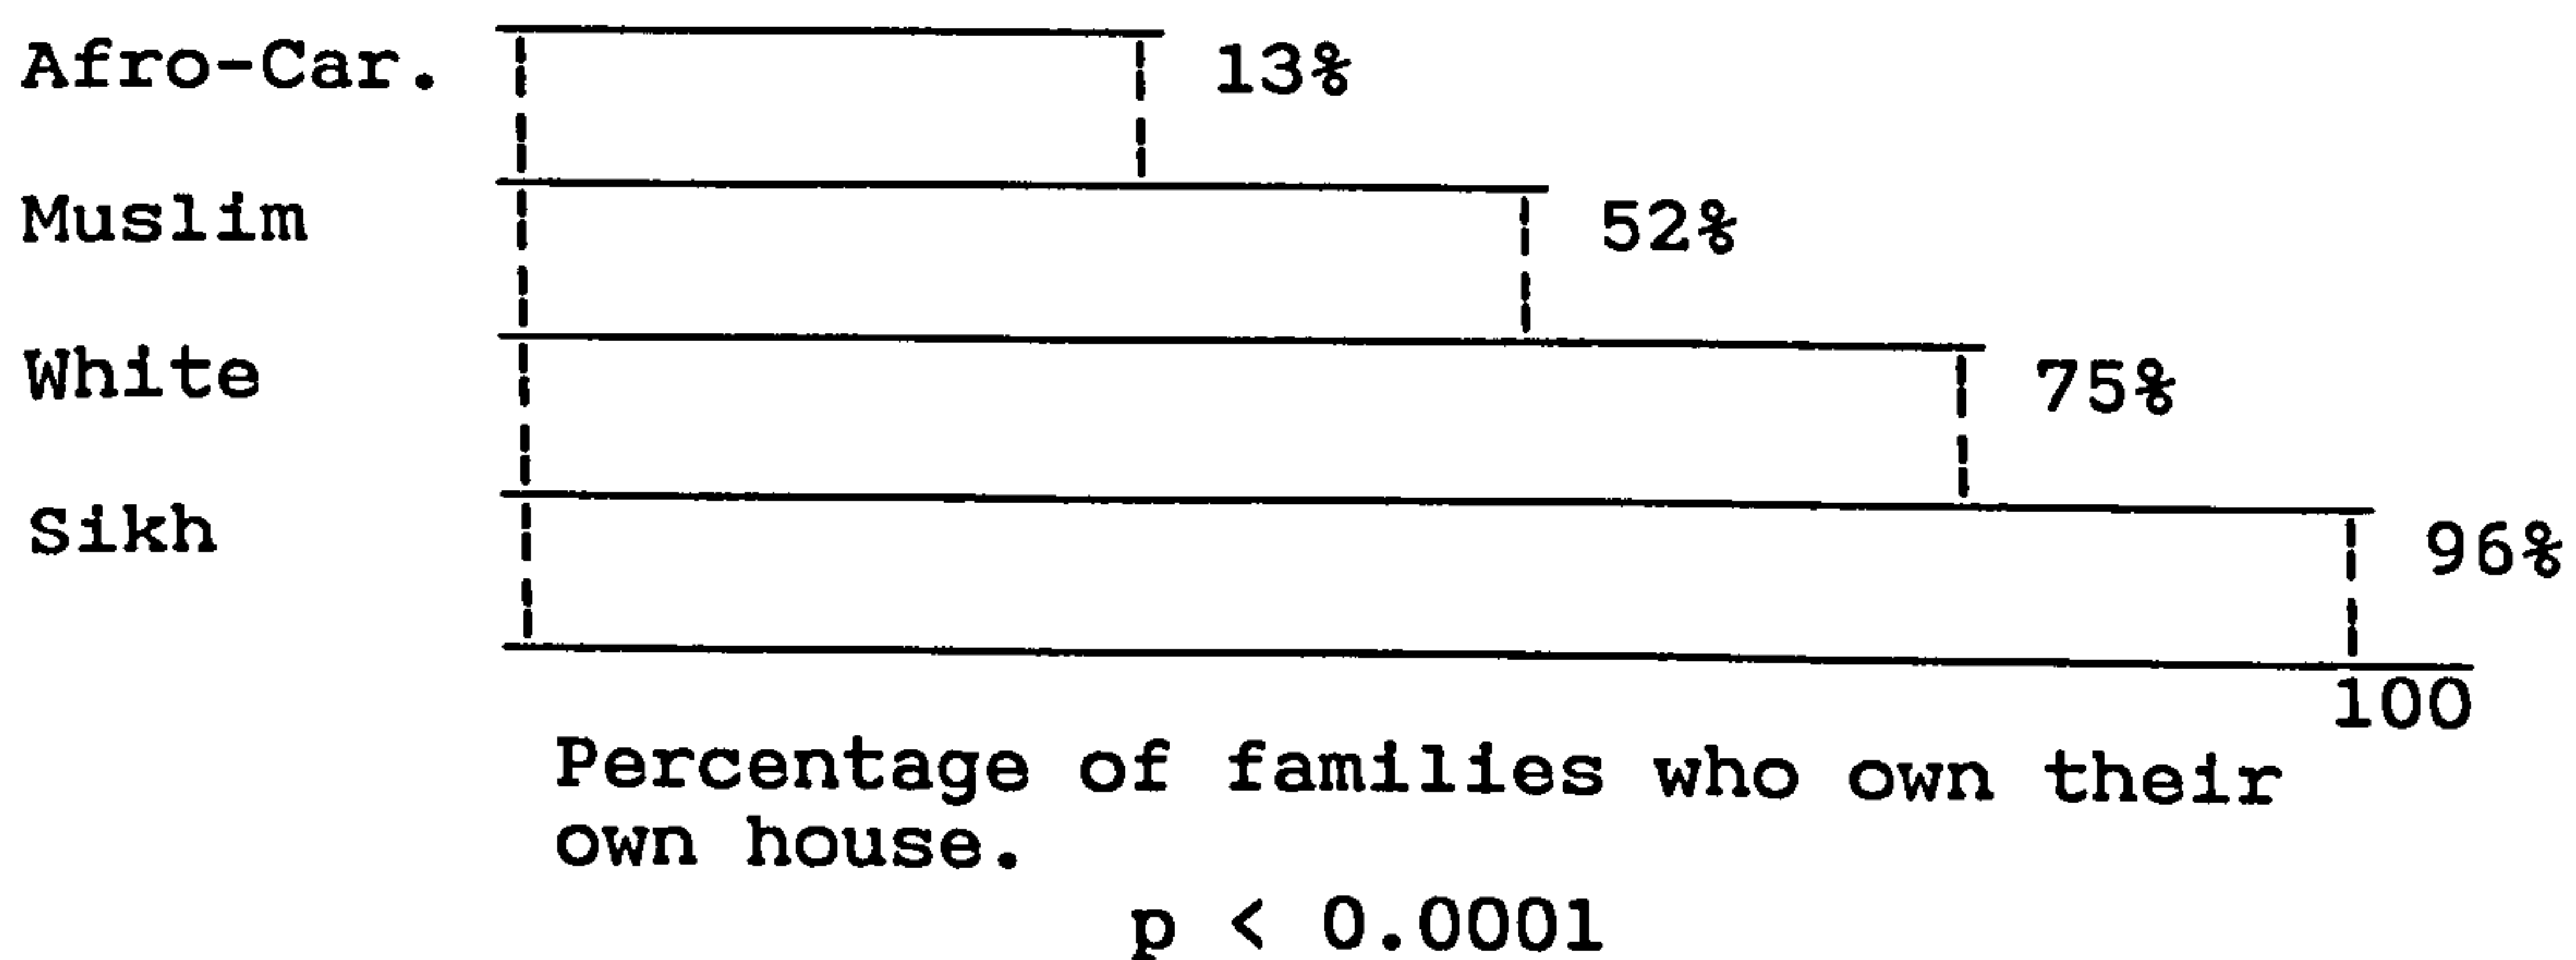 Afro-Car. 13%
Muslim 52%
White 75%
Sikh 96%
100
Percentage of families who own their
own house.
p < 0.0001